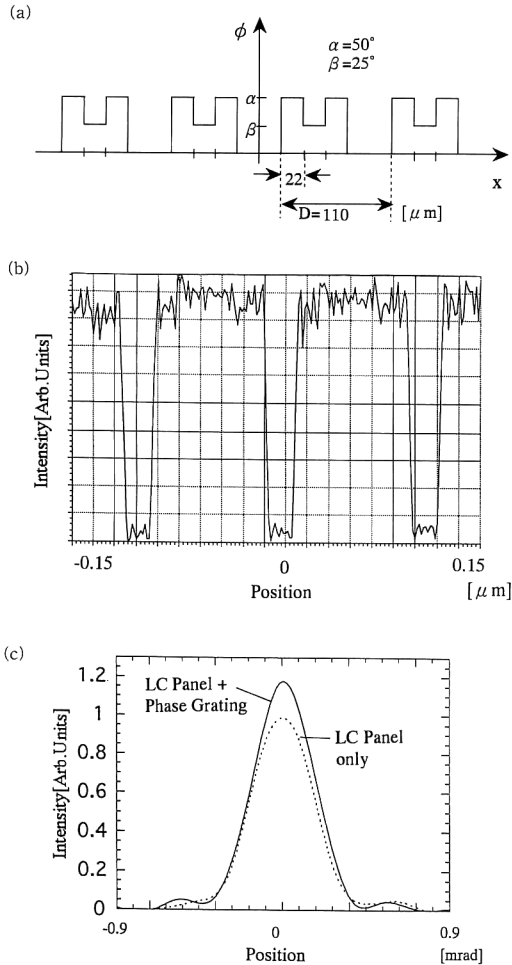 (a)
ϕ
α=50°
β=25°
α
β
22
D=110
[μm]
x
(b)
Intensity[Arb.Units]
-0.15
0
0.15
Position
[μm]
(c)
1.2
LC Panel +
Phase Grating
1
LC Panel
only
0.8
0.6
0.4
0.2
0
Intensity[Arb.Units]
-0.9
0
0.9
Position
[mrad]